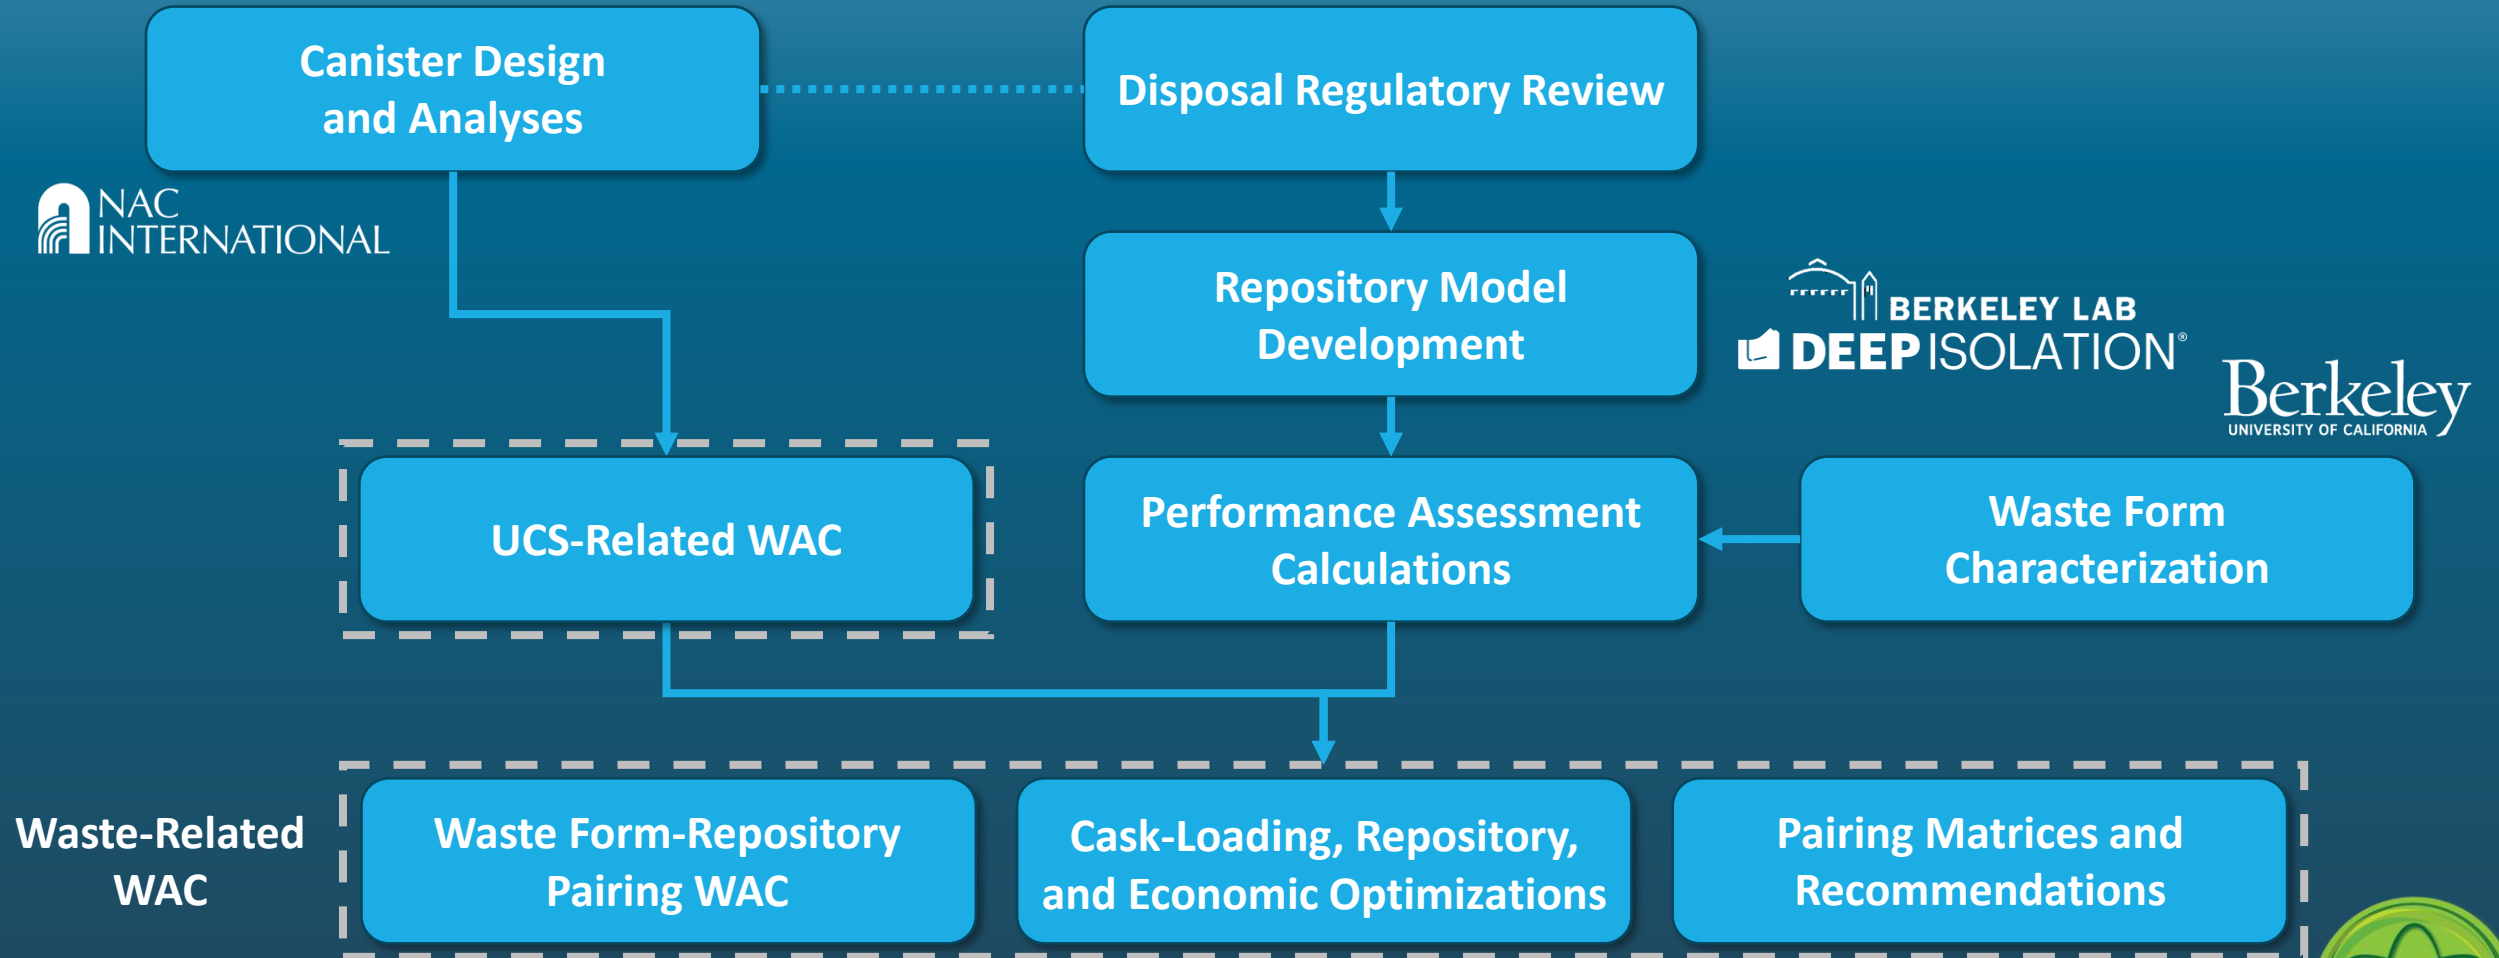 Canister Design
and Analyses
Disposal Regulatory Review
NAC
INTERNATIONAL
Repository Model
Development
BERKELEY LAB
DEEPISOLATION®
Berkeley
UNIVERSITY OF CALIFORNIA
UCS-Related WAC
Performance Assessment
Calculations
Waste Form
Characterization
Waste-Related
WAC
Waste Form-Repository
Pairing WAC
Cask-Loading, Repository,
and Economic Optimizations
Pairing Matrices and
Recommendations